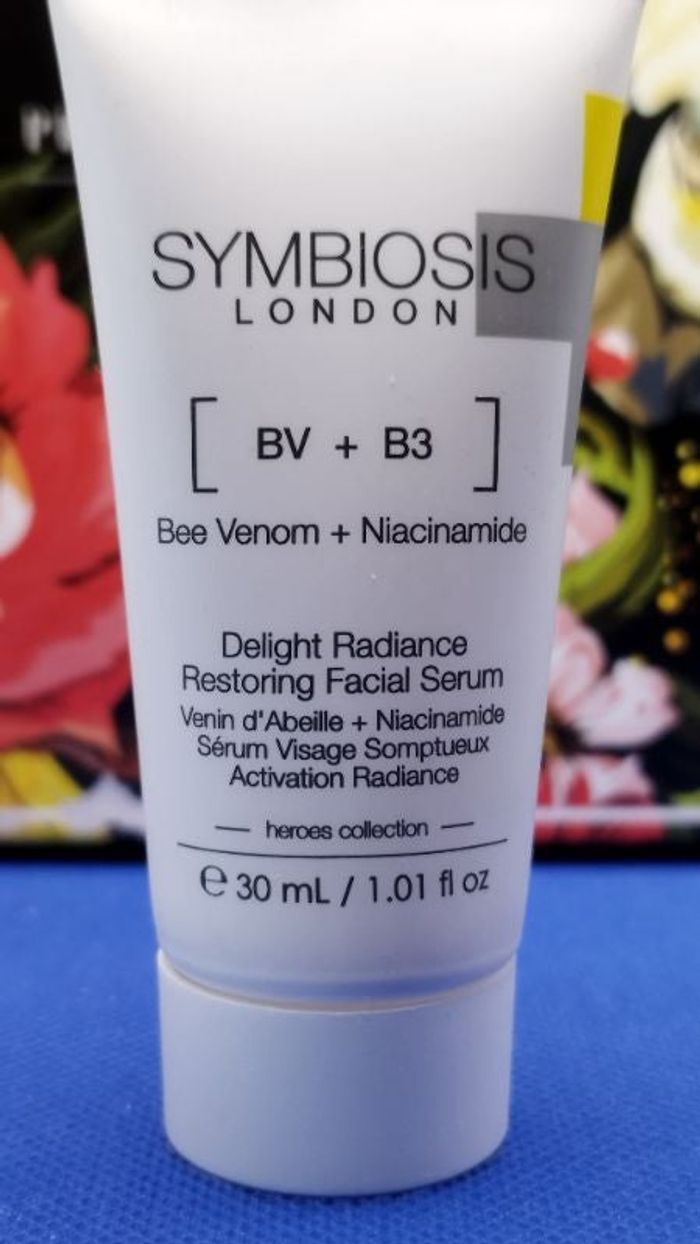 SYMBIOSIS
LONDON
[ BV + B3 ]
Bee Venom + Niacinamide
Delight Radiance
Restoring Facial Serum
Venin d'Abeille + Niacinamide
Sérum Visage Somptueux
Activation Radiance
— heroes collection —
℮ 30 mL / 1.01 fl oz